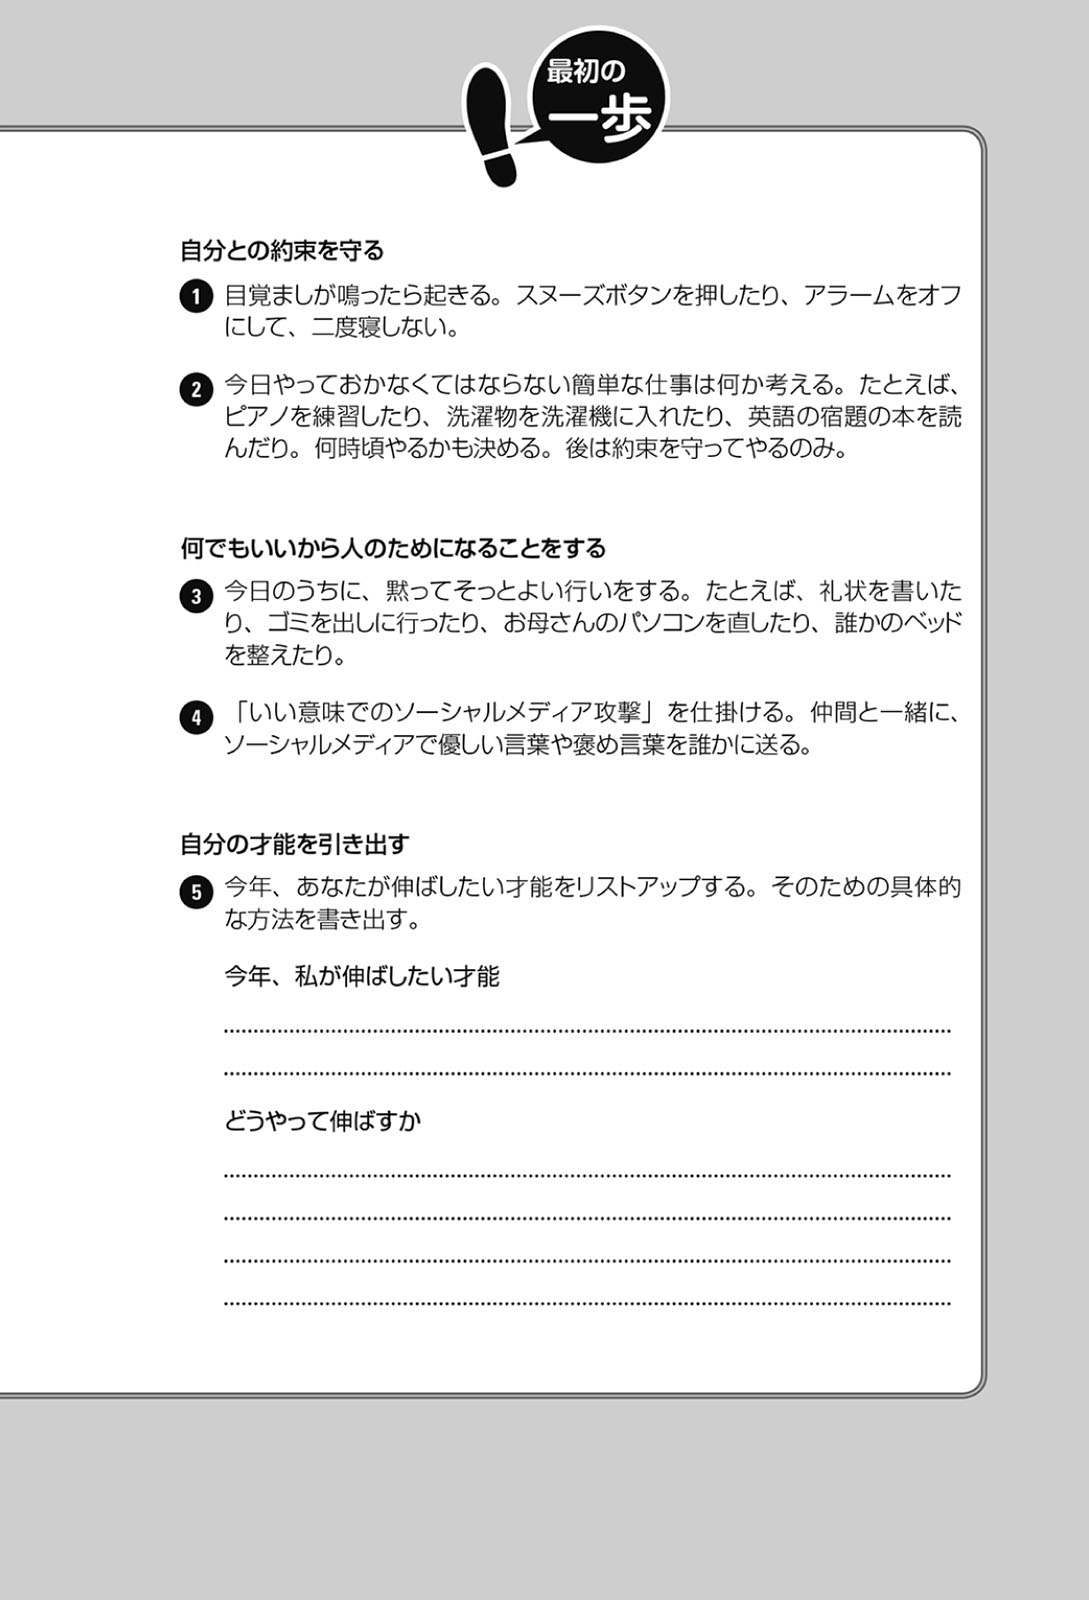 最初の
一歩
自分との約束を守る
1 目覚ましが鳴ったら起きる。スヌーズボタンを押したり、アラームをオフ
にして、二度寝しない。
2 今日やっておかなくてはならない簡単な仕事は何か考える。たとえば、
ピアノを練習したり、洗濯物を洗濯機に入れたり、英語の宿題の本を読
んだり。何時頃やるかも決める。後は約束を守ってやるのみ。
何でもいいから人のためになることをする
3 今日のうちに、黙ってそっとよい行いをする。たとえば、礼状を書いた
り、ゴミを出しに行ったり、お母さんのパソコンを直したり、誰かのベッド
を整えたり。
4 「いい意味でのソーシャルメディア攻撃」を仕掛ける。仲間と一緒に、
ソーシャルメディアで優しい言葉や褒め言葉を誰かに送る。
自分の才能を引き出す
5 今年、あなたが伸ばしたい才能をリストアップする。そのための具体的
な方法を書き出す。
今年、私が伸ばしたい才能
どうやって伸ばすか